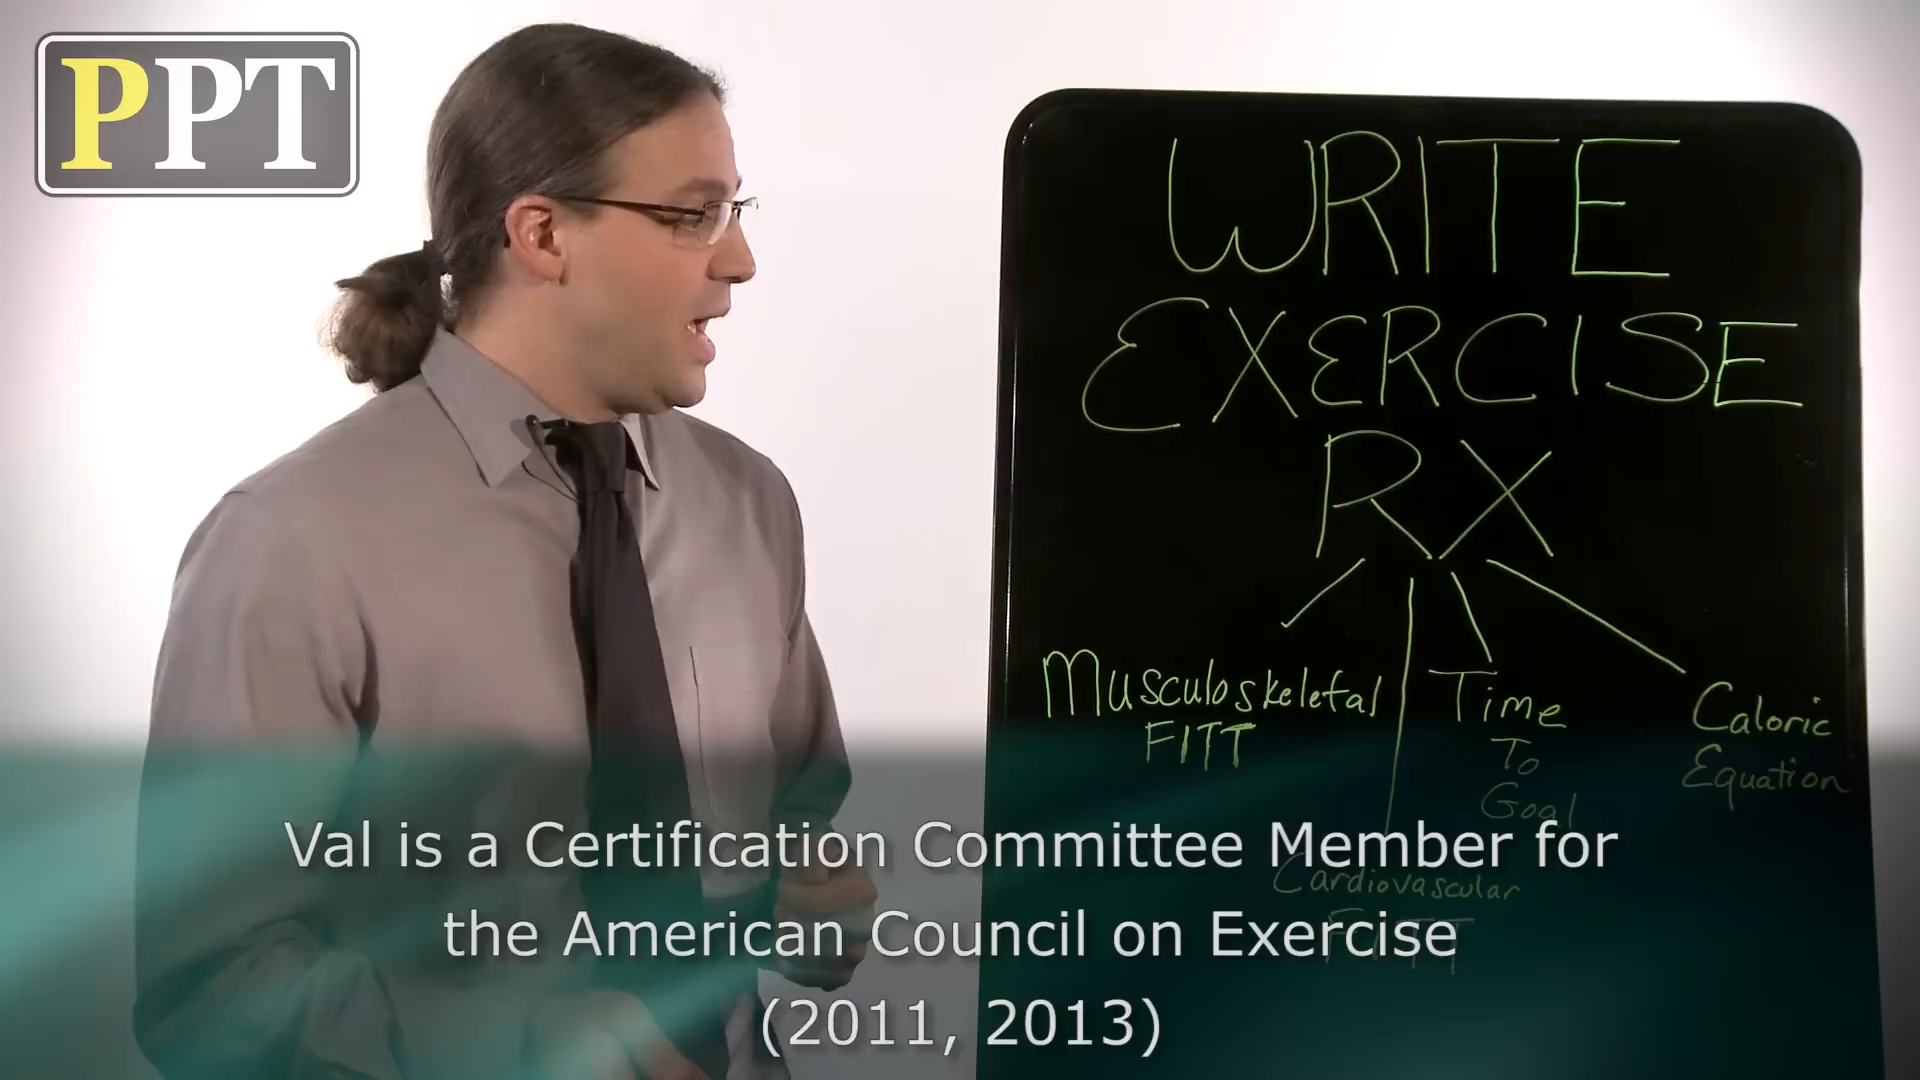 PPT
WRITE
EXERCISE
RX
Musculoskeletal
FITT
Time
To
Goal
Caloric
Equation
Cardiovascular
FITT
Val is a Certification Committee Member for
the American Council on Exercise
(2011, 2013)